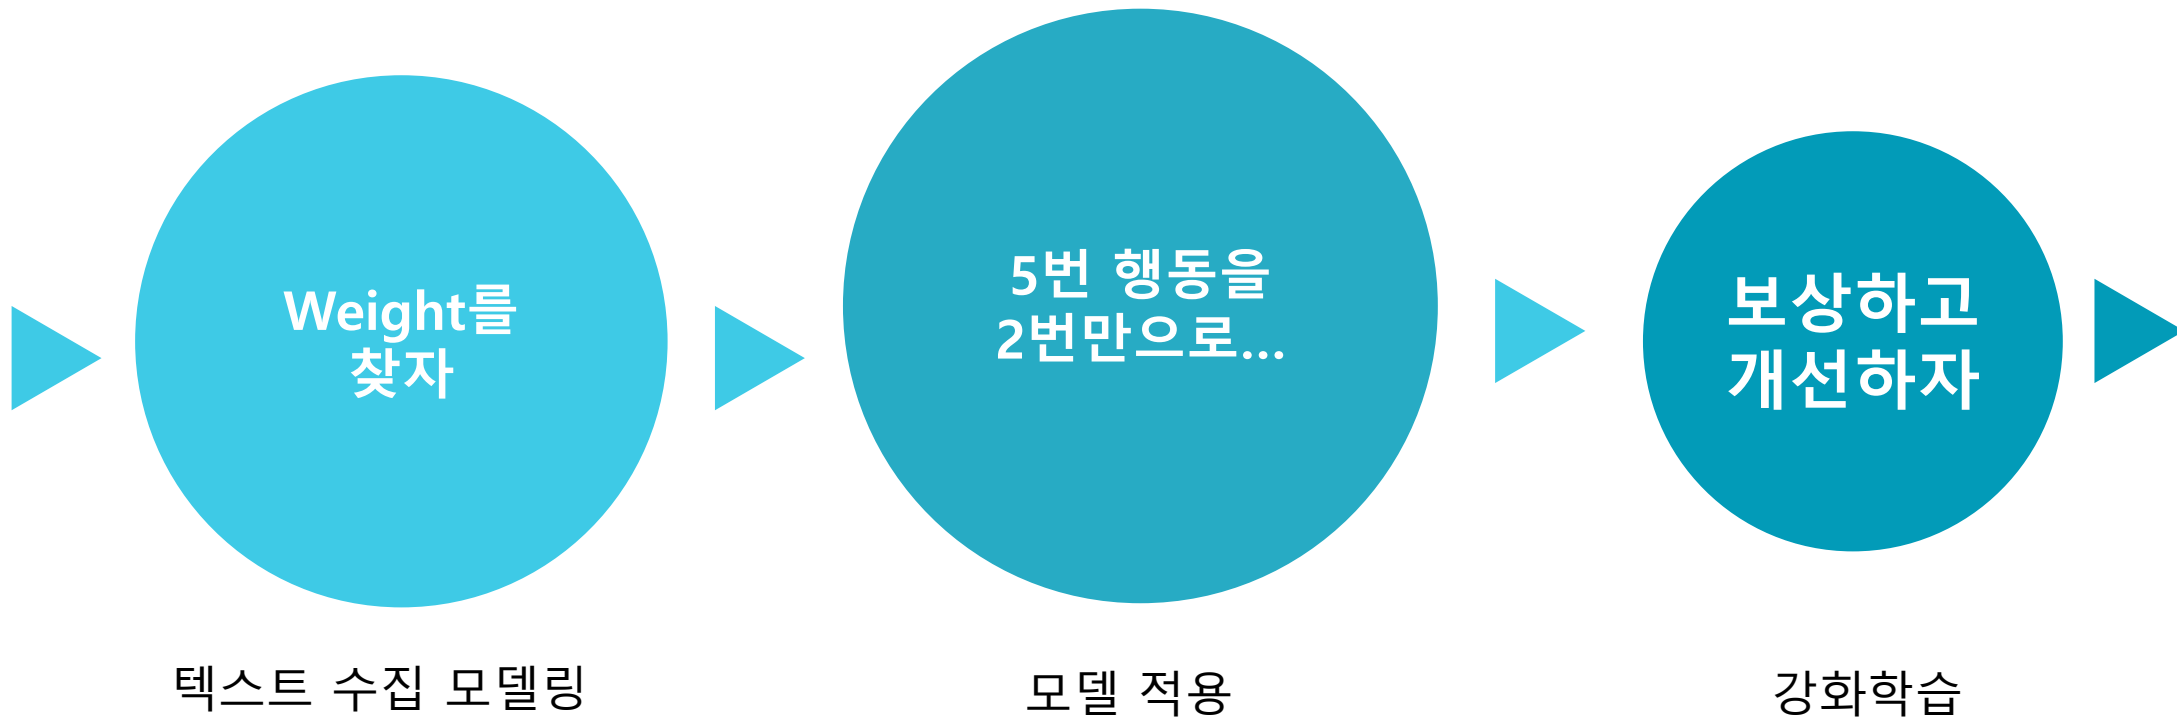 Weight를
찾자
5번 행동을
2번만으로...
보상하고
개선하자
텍스트 수집 모델링
모델 적용
강화학습